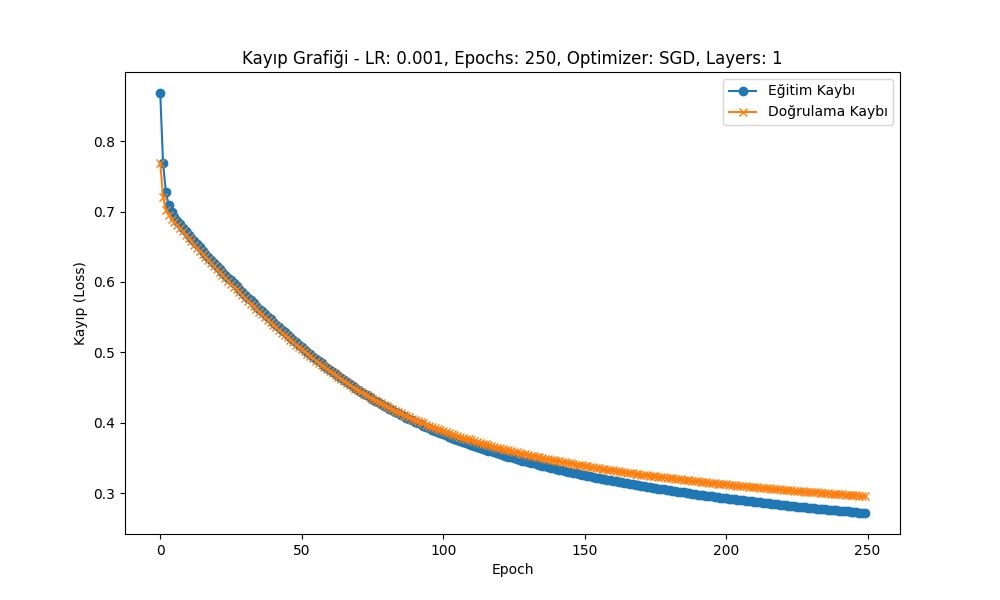 Kayıp Grafiği - LR: 0.001, Epochs: 250, Optimizer: SGD, Layers: 1
Eğitim Kaybı
Doğrulama Kaybı
Kayıp (Loss)
0.8
0.7
0.6
0.5
0.4
0.3
0 50 100 150 200 250
Epoch